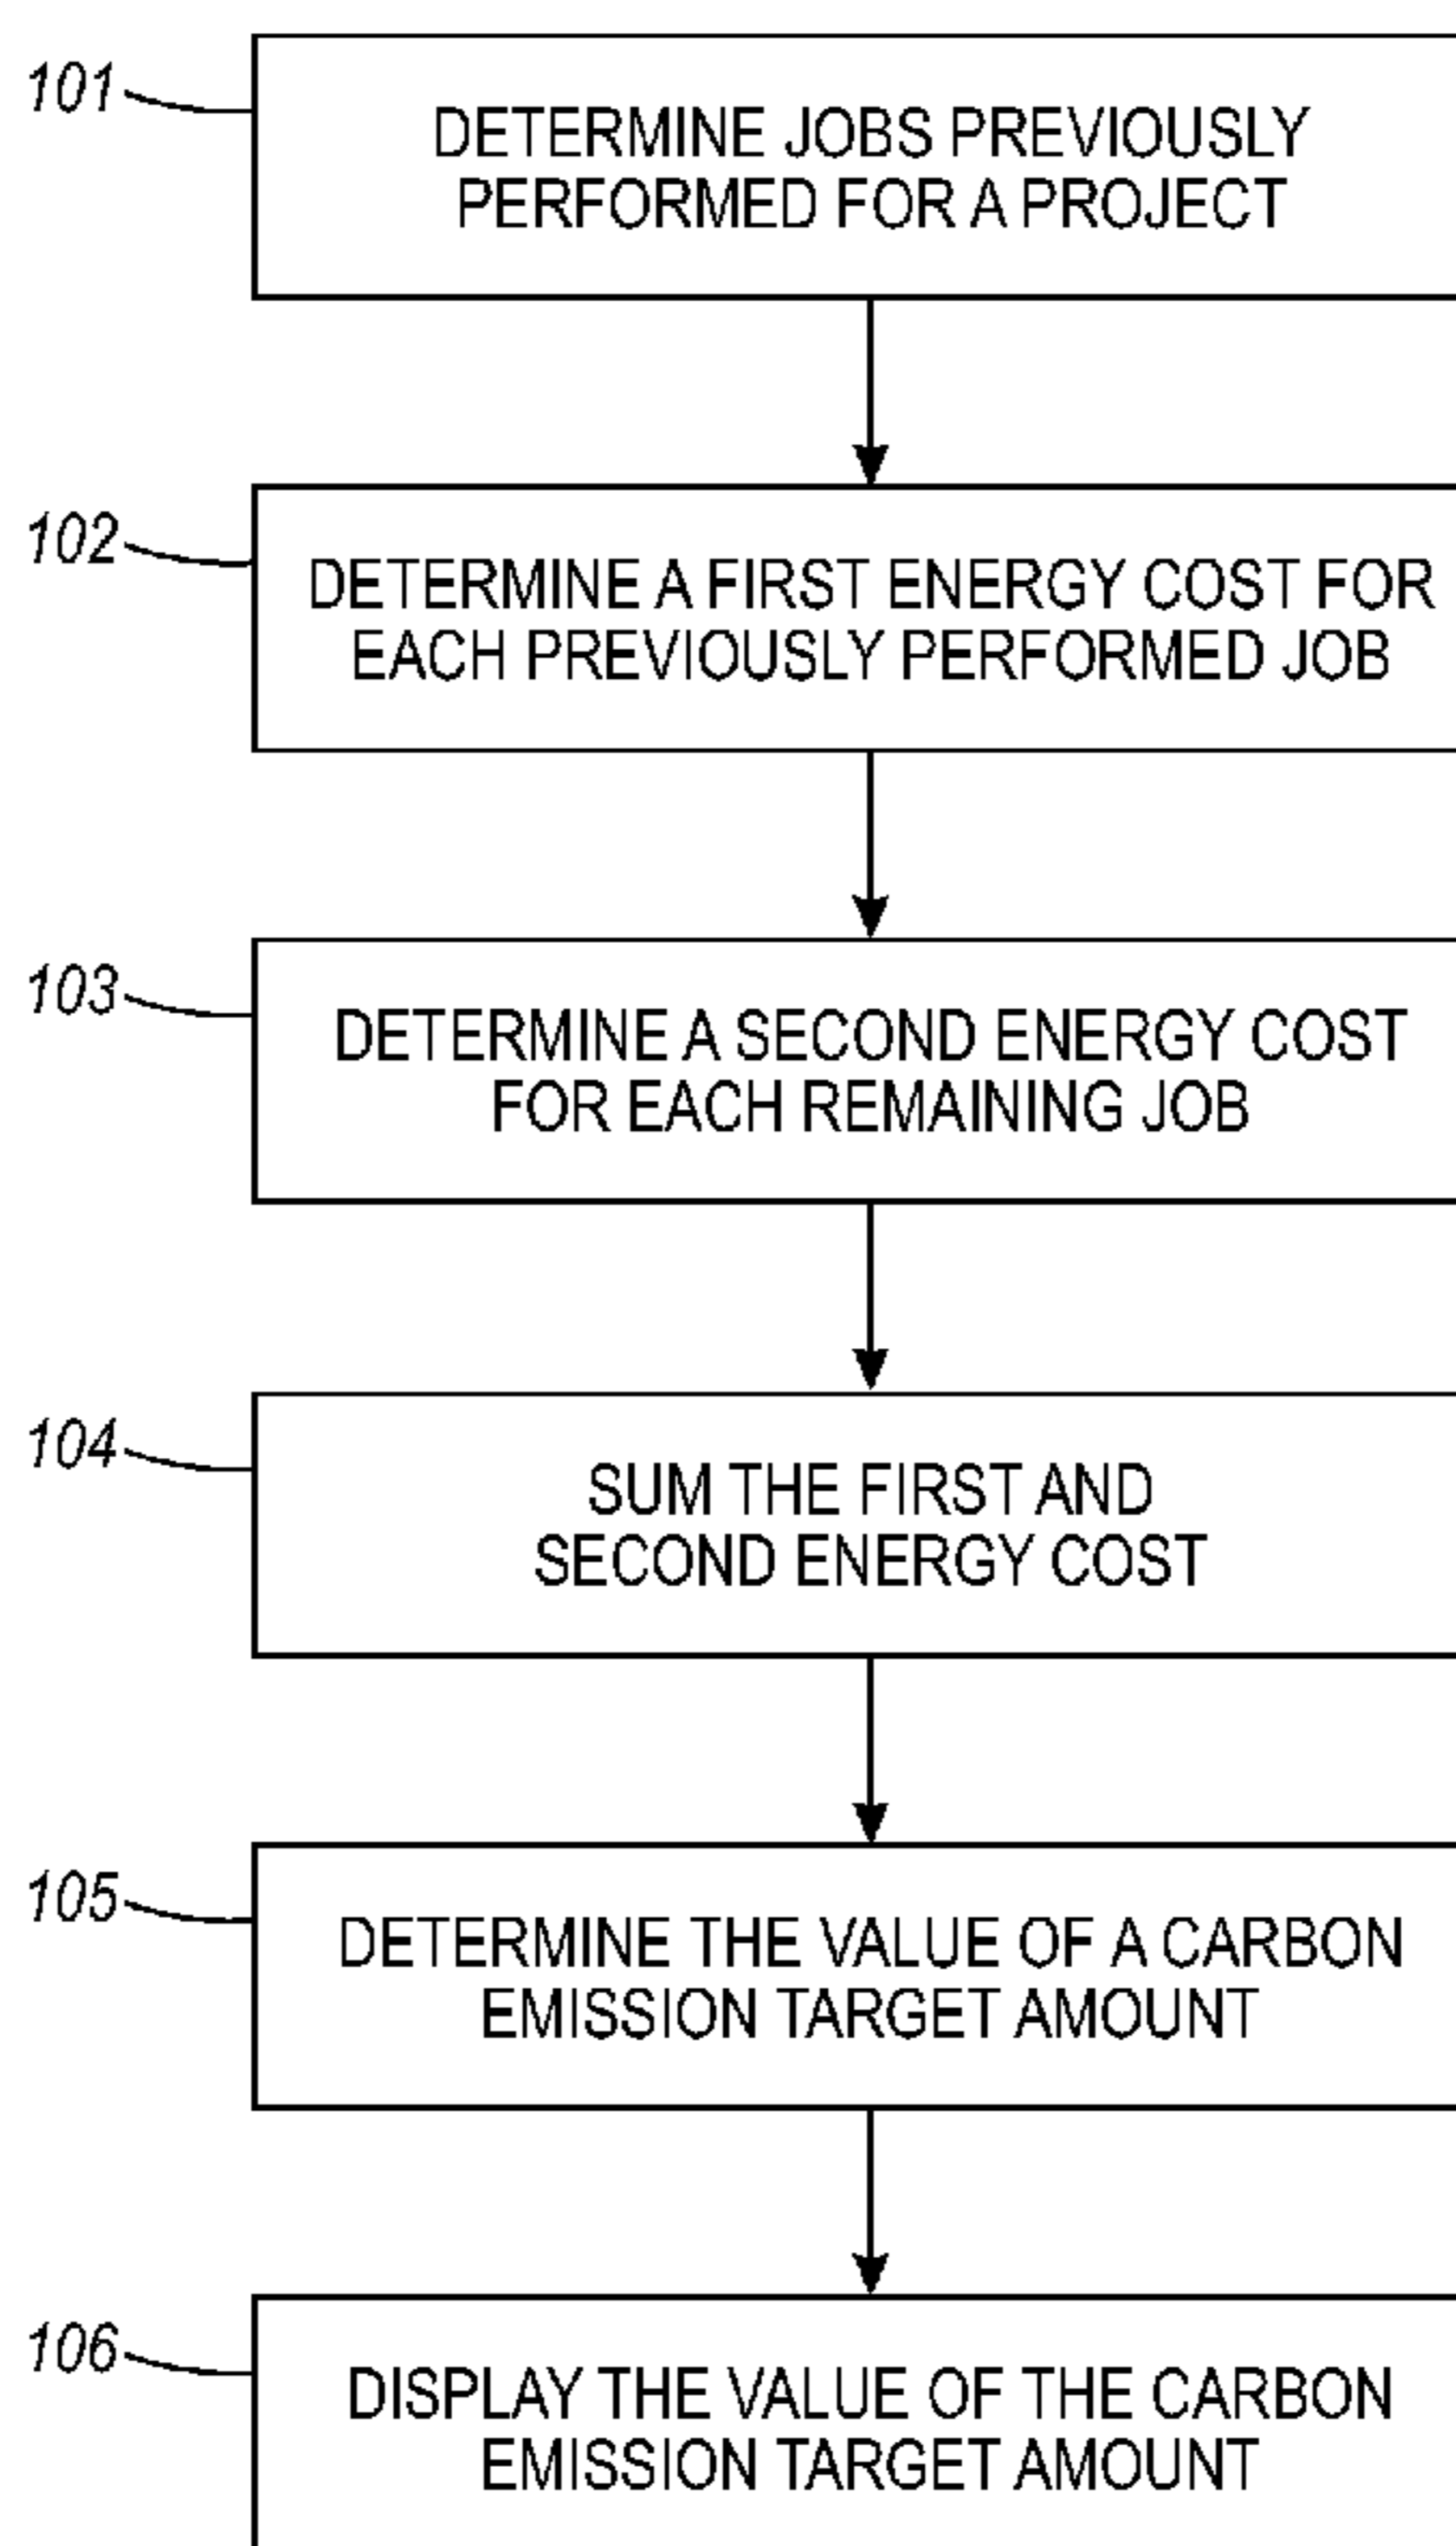 101
DETERMINE JOBS PREVIOUSLY
PERFORMED FOR A PROJECT
102
DETERMINE A FIRST ENERGY COST FOR
EACH PREVIOUSLY PERFORMED JOB
103
DETERMINE A SECOND ENERGY COST
FOR EACH REMAINING JOB
104
SUM THE FIRST AND
SECOND ENERGY COST
105
DETERMINE THE VALUE OF A CARBON
EMISSION TARGET AMOUNT
106
DISPLAY THE VALUE OF THE CARBON
EMISSION TARGET AMOUNT